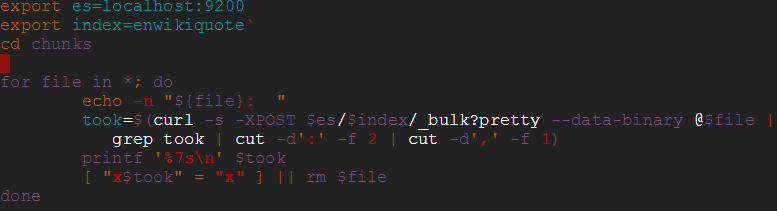 export es=localhost:9200
export index=enwikiquote`
cd chunks
for file in *; do
echo -n "${file}:  "
took=$(curl -s -XPOST $es/$index/_bulk?pretty --data-binary @$file |
grep took | cut -d':' -f 2 | cut -d',' -f 1)
printf '%7s\n' $took
[ "x$took" = "x" ] || rm $file
done